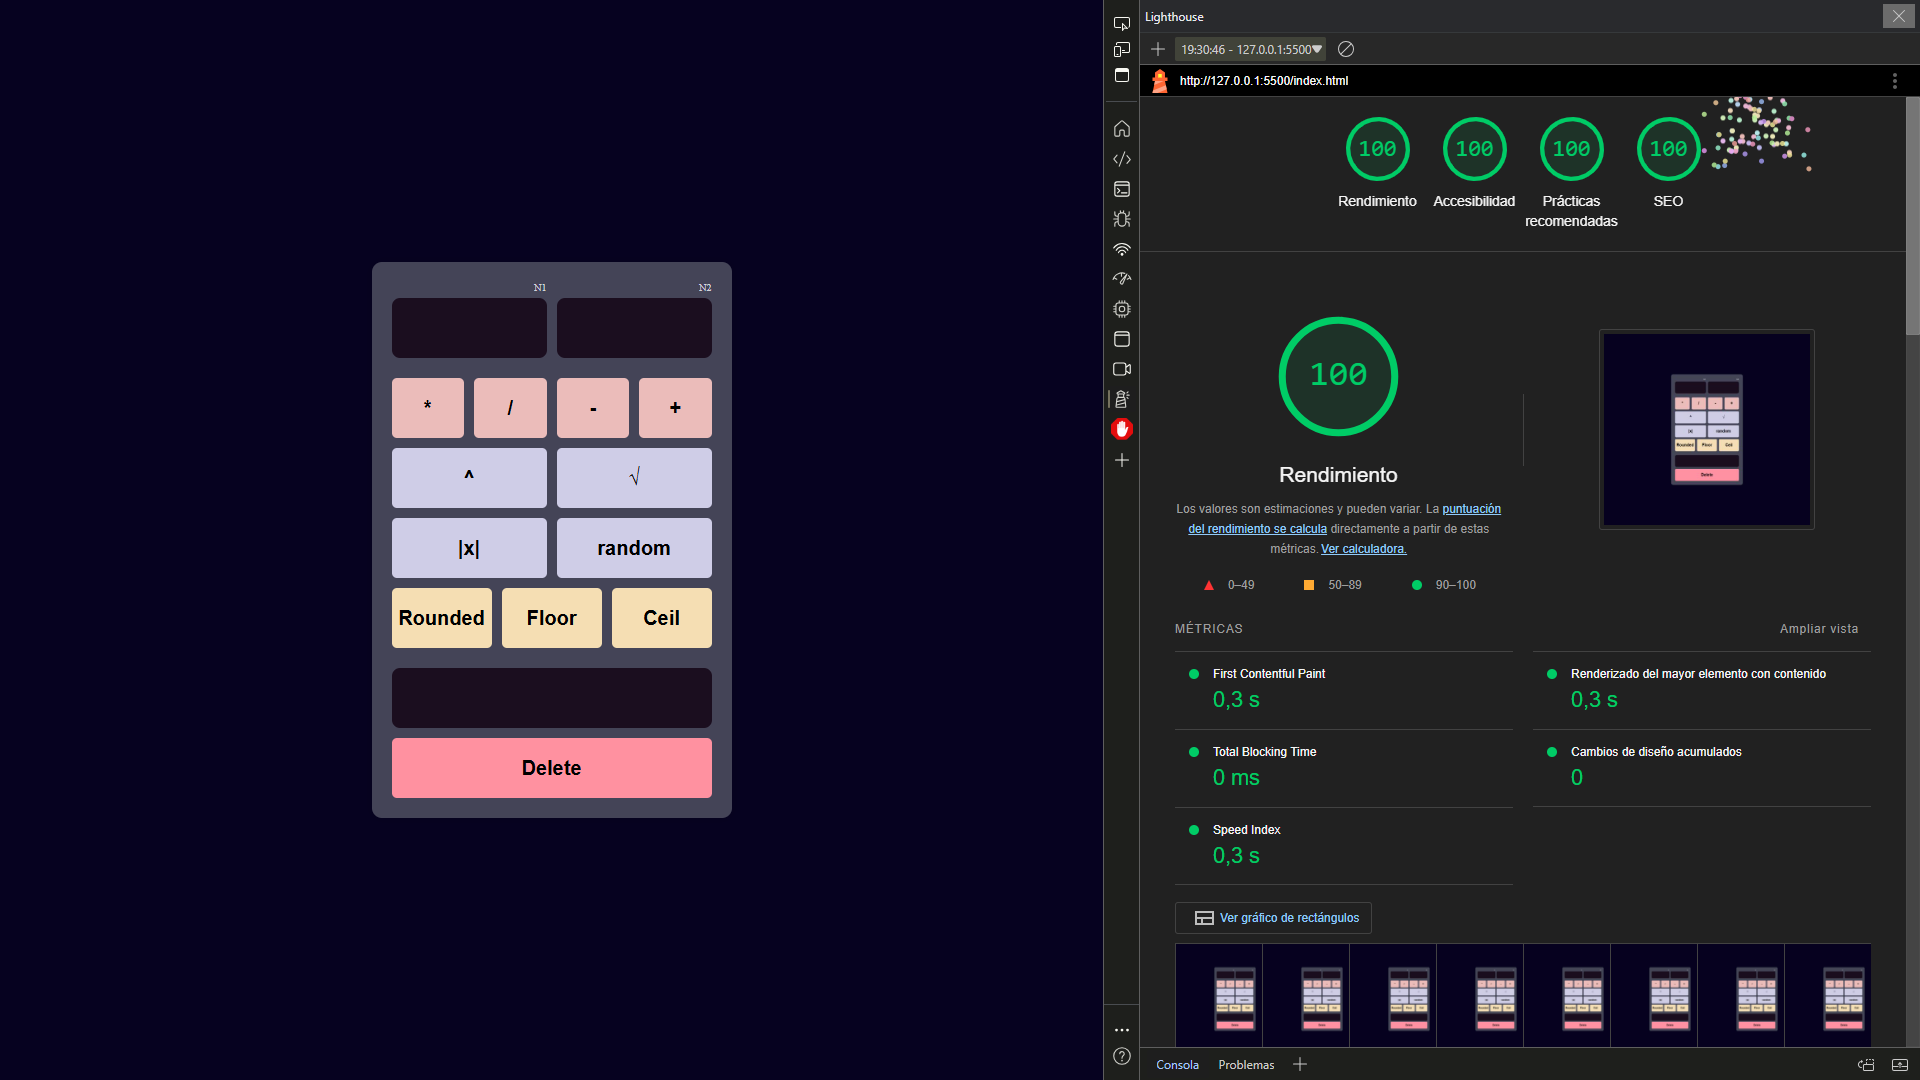 N1 N2
* / - +
^ √
|x| random
Rounded Floor Ceil
Delete
Lighthouse
19:30:46 - 127.0.0.1:5500
http://127.0.0.1:5500/index.html
100 100 100 100
Rendimiento Accesibilidad Prácticas recomendadas SEO
100
Rendimiento
Los valores son estimaciones y pueden variar. La puntuación
del rendimiento se calcula directamente a partir de estas
métricas. Ver calculadora.
0–49 50–89 90–100
MÉTRICAS Ampliar vista
First Contentful Paint
0,3 s
Renderizado del mayor elemento con contenido
0,3 s
Total Blocking Time
0 ms
Cambios de diseño acumulados
0
Speed Index
0,3 s
Ver gráfico de rectángulos
Consola Problemas